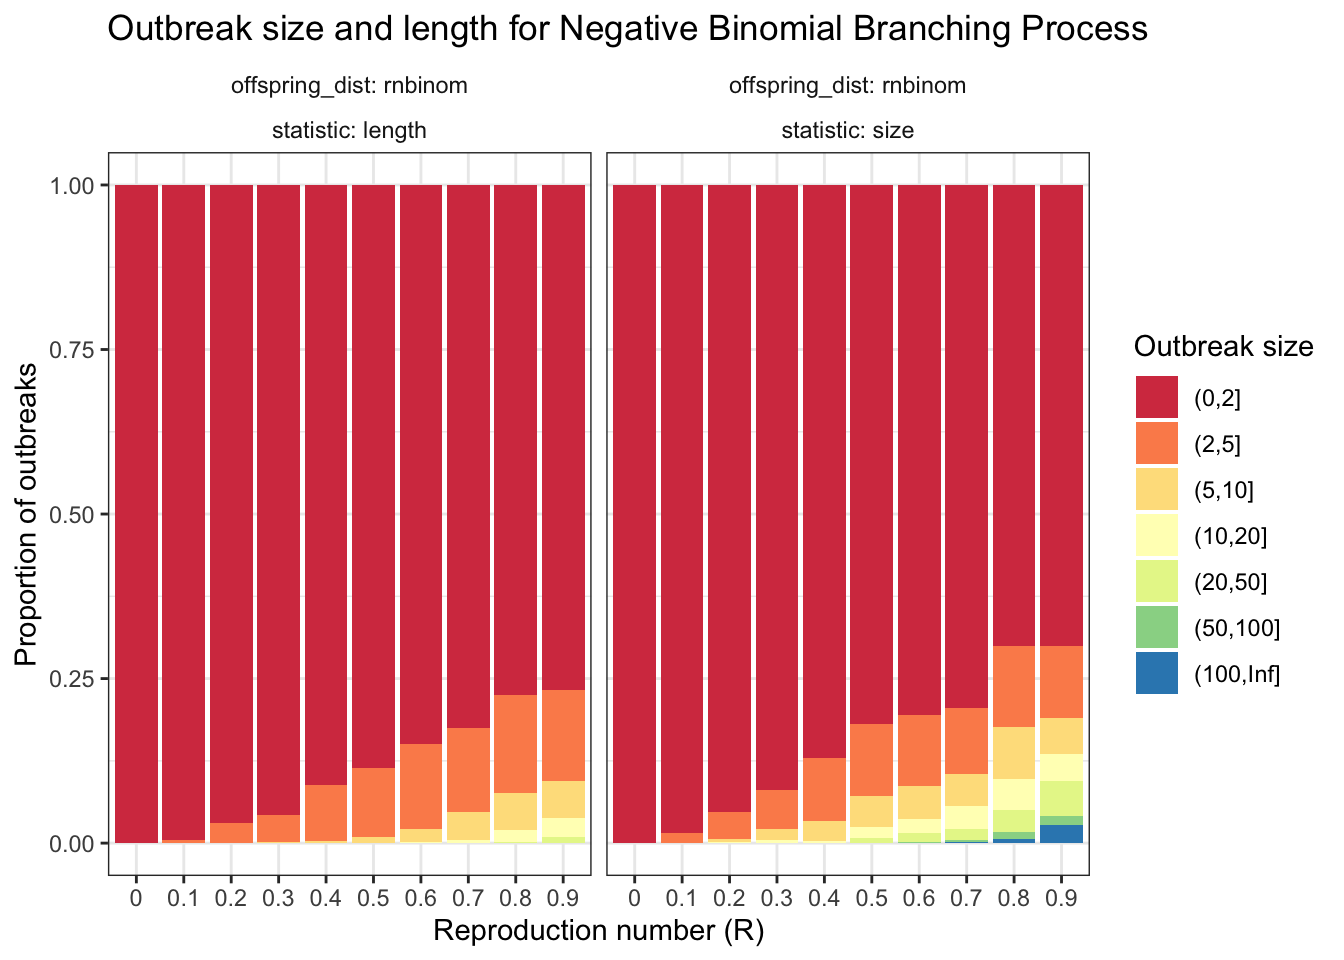 Outbreak size and length for Negative Binomial Branching Process
offspring_dist: rnbinom
statistic: length
offspring_dist: rnbinom
statistic: size
Proportion of outbreaks
1.00
0.75
0.50
0.25
0.00
0 0.1 0.2 0.3 0.4 0.5 0.6 0.7 0.8 0.9
0 0.1 0.2 0.3 0.4 0.5 0.6 0.7 0.8 0.9
Reproduction number (R)
Outbreak size
(0,2]
(2,5]
(5,10]
(10,20]
(20,50]
(50,100]
(100,Inf]